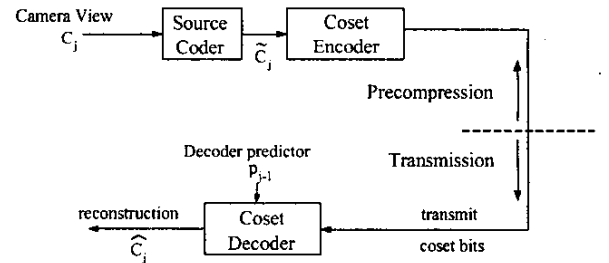 Camera View
C_j
Source
Coder
C̃_j
Coset
Encoder
Precompression
Transmission
Decoder predictor
p_{j-1}
reconstruction
Ĉ_j
Coset
Decoder
transmit
coset bits